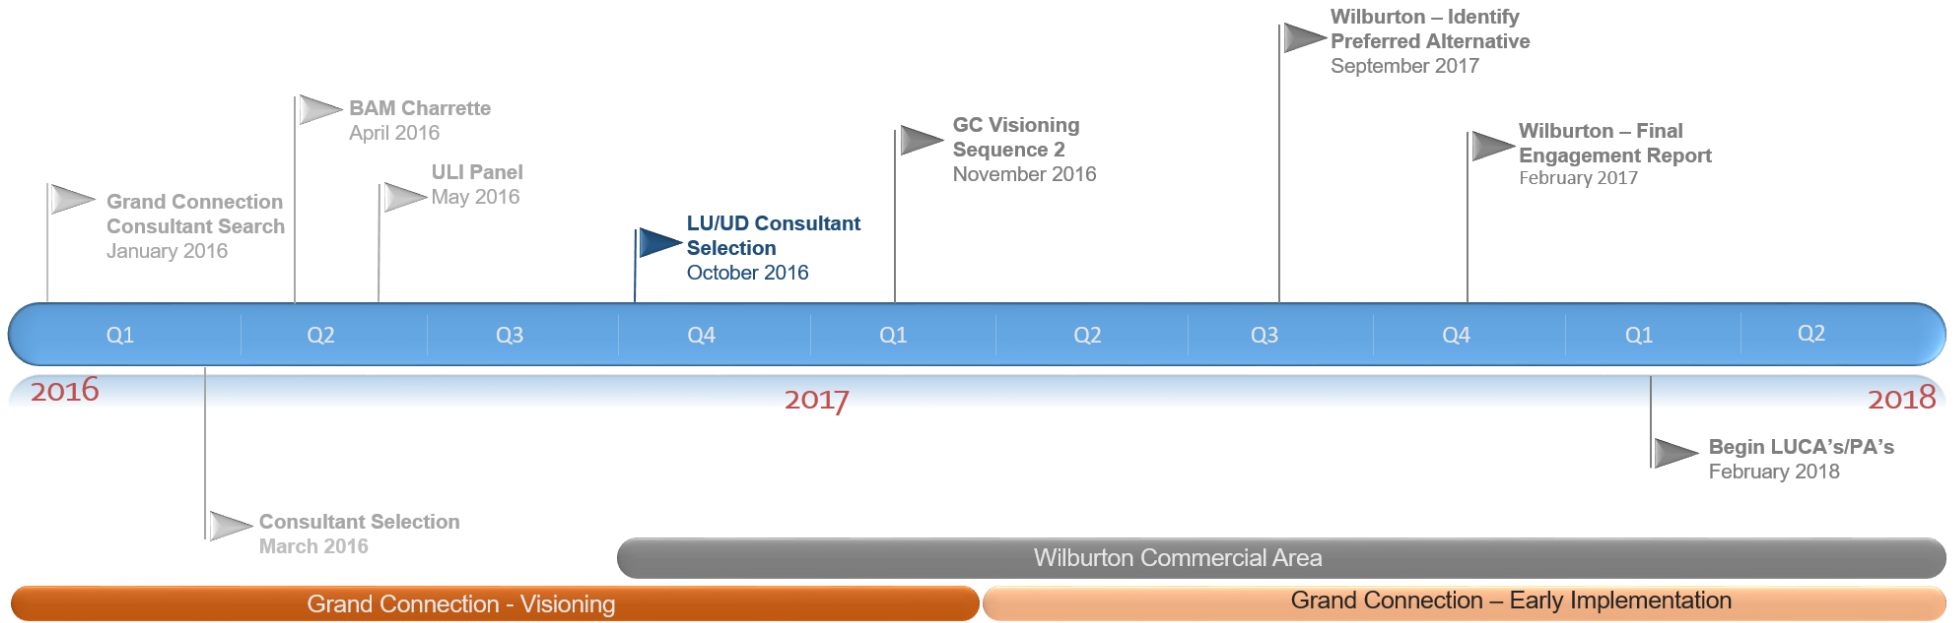 Wilburton – Identify
Preferred Alternative
September 2017
BAM Charrette
April 2016
GC Visioning
Sequence 2
November 2016
Wilburton – Final
Engagement Report
February 2017
ULI Panel
May 2016
Grand Connection
Consultant Search
January 2016
LU/UD Consultant
Selection
October 2016
Q1 Q2 Q3 Q4 Q1 Q2 Q3 Q4 Q1 Q2
2016 2017 2018
Begin LUCA’s/PA’s
February 2018
Consultant Selection
March 2016
Wilburton Commercial Area
Grand Connection - Visioning
Grand Connection – Early Implementation